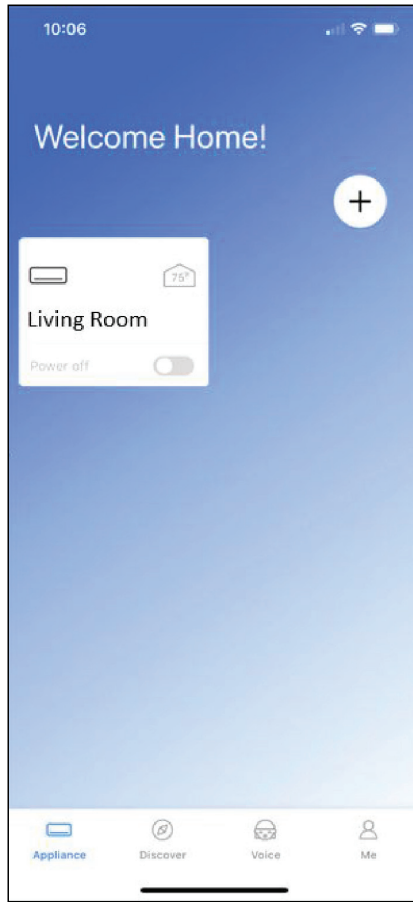 10:06
Welcome Home!
+
75°
Living Room
Power off
Appliance Discover Voice Me